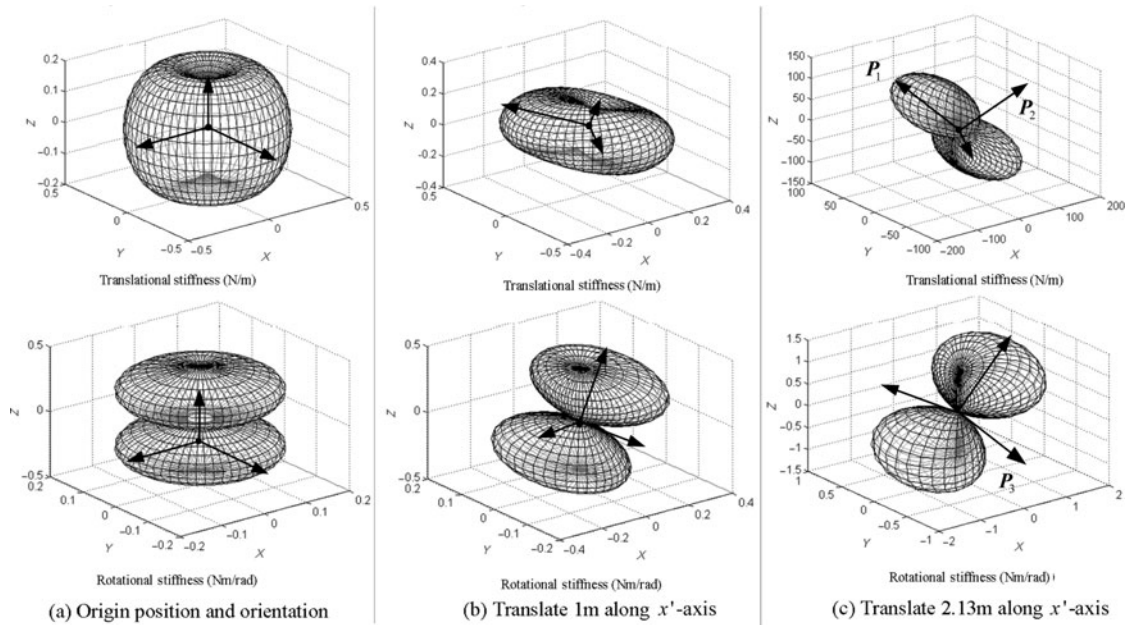 0.2
0.1
0
−0.1
−0.2
0.5
0
−0.5
−0.5
0
0.5
Z
Y
X
Translational stiffness (N/m)
0.4
0.2
0
−0.2
−0.4
0.5
0
−0.5
−0.4
−0.2
0
0.2
0.4
Z
Y
X
Translational stiffness (N/m)
150
100
50
0
−50
−100
−150
50
0
−50
−100
−200
−100
0
100
200
Z
Y
X
P1
P2
Translational stiffness (N/m)
0.5
0
−0.5
0.2
0.1
0
−0.1
−0.2
−0.2
−0.1
0
0.1
0.2
Z
Y
X
Rotational stiffness (Nm/rad)
0.5
0
−0.5
0.2
0.1
0
−0.1
−0.2
−0.4
−0.2
0
0.2
0.4
Z
Y
X
Rotational stiffness (Nm/rad)
1.5
1
0.5
0
−0.5
−1
−1.5
1
0.5
0
−0.5
−1
−2
−1
0
1
2
Z
Y
X
P3
Rotational stiffness (Nm/rad)
(a) Origin position and orientation
(b) Translate 1m along x'-axis
(c) Translate 2.13m along x'-axis